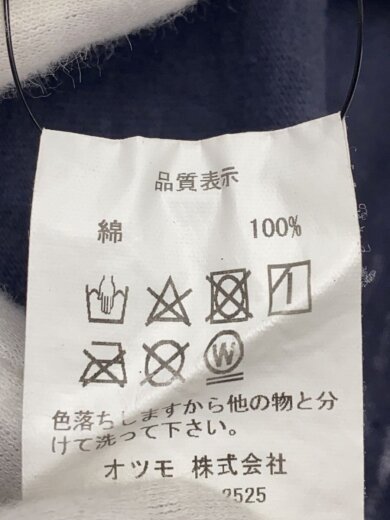 品質表示
綿 100%
W
色落ちしますから他の物と分
けて洗って下さい。
オツモ 株式会社
2525